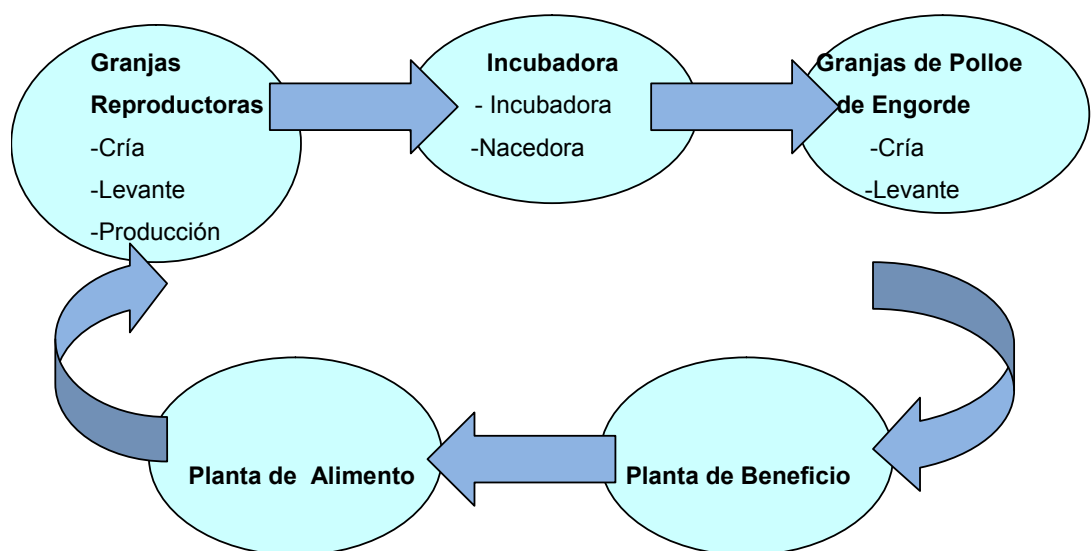 Granjas
Reproductoras
-Cría
-Levante
-Producción
Incubadora
- Incubadora
-Nacedora
Granjas de Polloe
de Engorde
-Cría
-Levante
Planta de Alimento
Planta de Beneficio